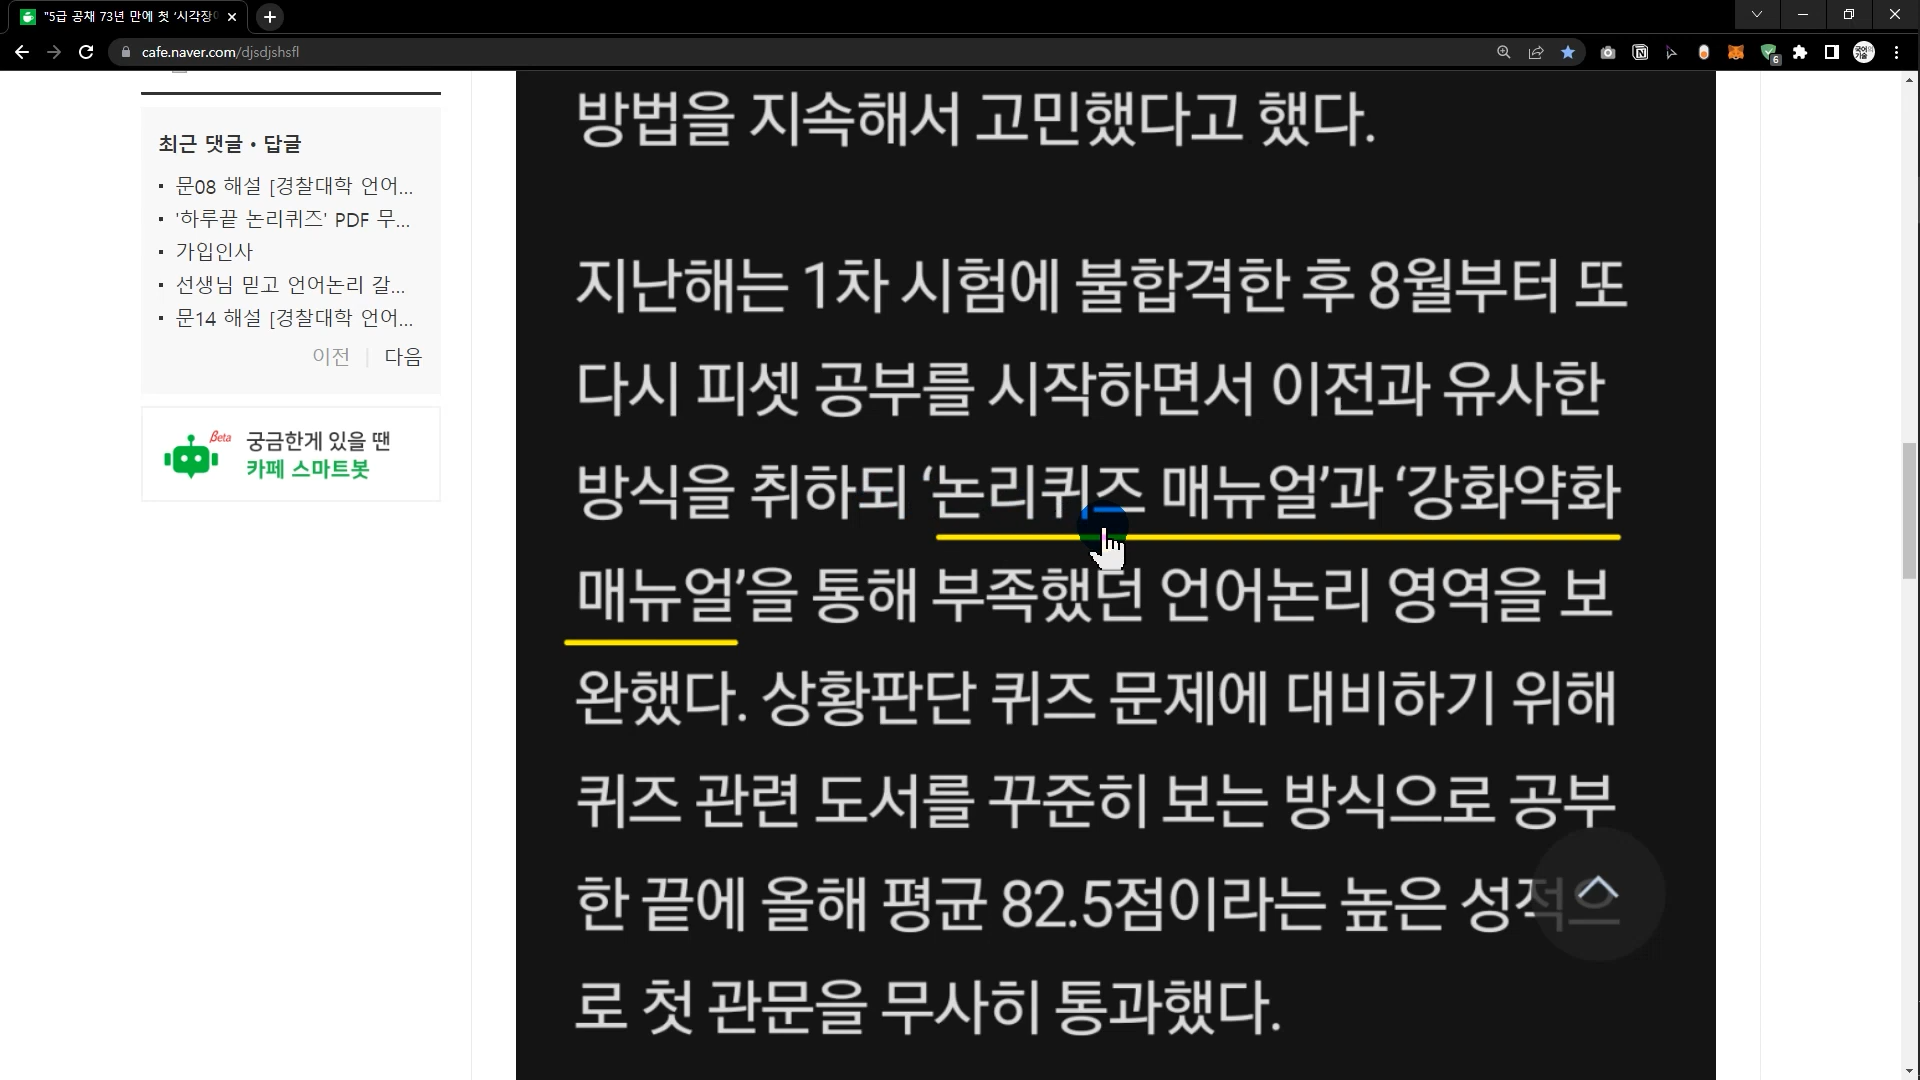 "5급 공채 73년 만에 첫 '시각장
cafe.naver.com/djsdjshsfl
6
최근 댓글 • 답글
문08 해설 [경찰대학 언어...
'하루끝 논리퀴즈' PDF 무...
가입인사
선생님 믿고 언어논리 갈...
문14 해설 [경찰대학 언어...
이전 | 다음
Beta
궁금한게 있을 땐
카페 스마트봇
방법을 지속해서 고민했다고 했다.
지난해는 1차 시험에 불합격한 후 8월부터 또
다시 피셋 공부를 시작하면서 이전과 유사한
방식을 취하되 ‘논리퀴즈 매뉴얼’과 ‘강화약화
매뉴얼’을 통해 부족했던 언어논리 영역을 보
완했다. 상황판단 퀴즈 문제에 대비하기 위해
퀴즈 관련 도서를 꾸준히 보는 방식으로 공부
한 끝에 올해 평균 82.5점이라는 높은 성적으
로 첫 관문을 무사히 통과했다.